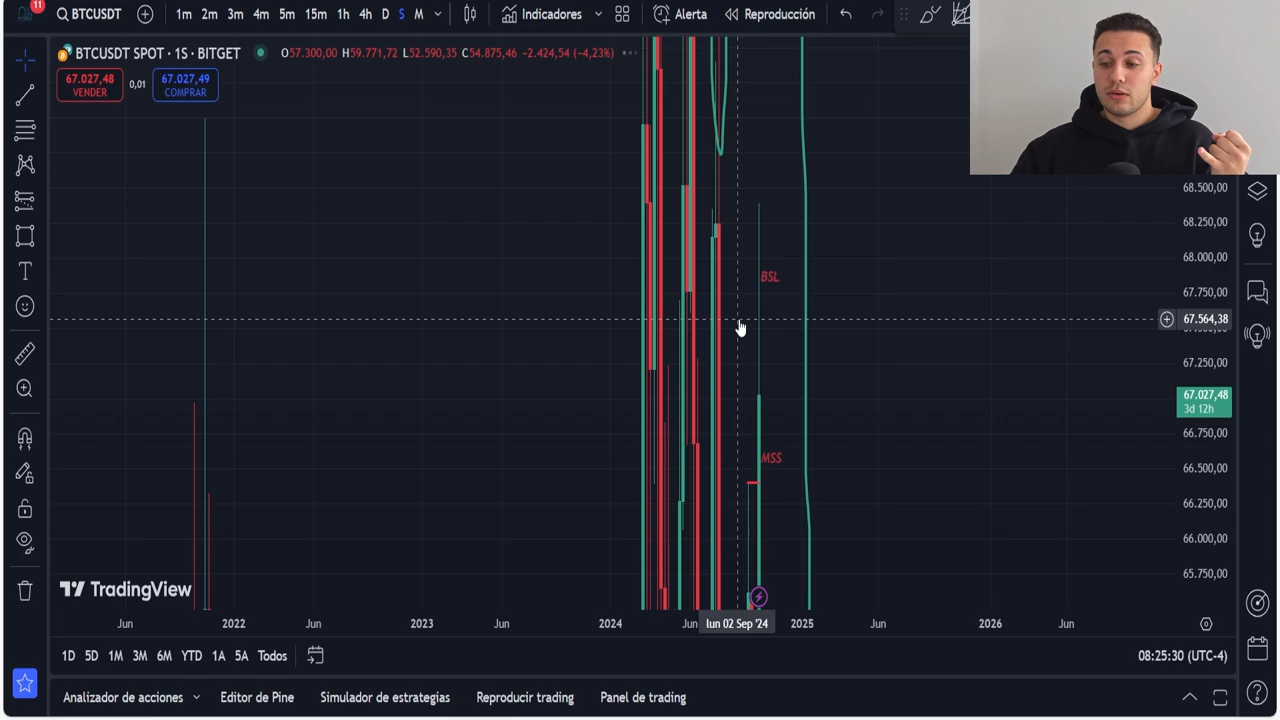 11
BTCUSDT
1m 2m 3m 4m 5m 15m 1h 4h D S M
Indicadores
Alerta
Reproducción
BTCUSDT SPOT · 1S · BITGET
O57.300,00 H59.771,72 L52.590,35 C54.875,46 −2.424,54 (−4,23%)
67.027,48
VENDER
0,01
67.027,49
COMPRAR
68.500,00
68.250,00
68.000,00
BSL
67.750,00
67.564,38
67.250,00
67.027,48
3d 12h
66.750,00
MSS
66.500,00
66.250,00
66.000,00
65.750,00
TradingView
Jun 2022 Jun 2023 Jun 2024 Jun lun 02 Sep '24 2025 Jun 2026 Jun
1D 5D 1M 3M 6M YTD 1A 5A Todos
08:25:30 (UTC-4)
Analizador de acciones
Editor de Pine
Simulador de estrategias
Reproducir trading
Panel de trading